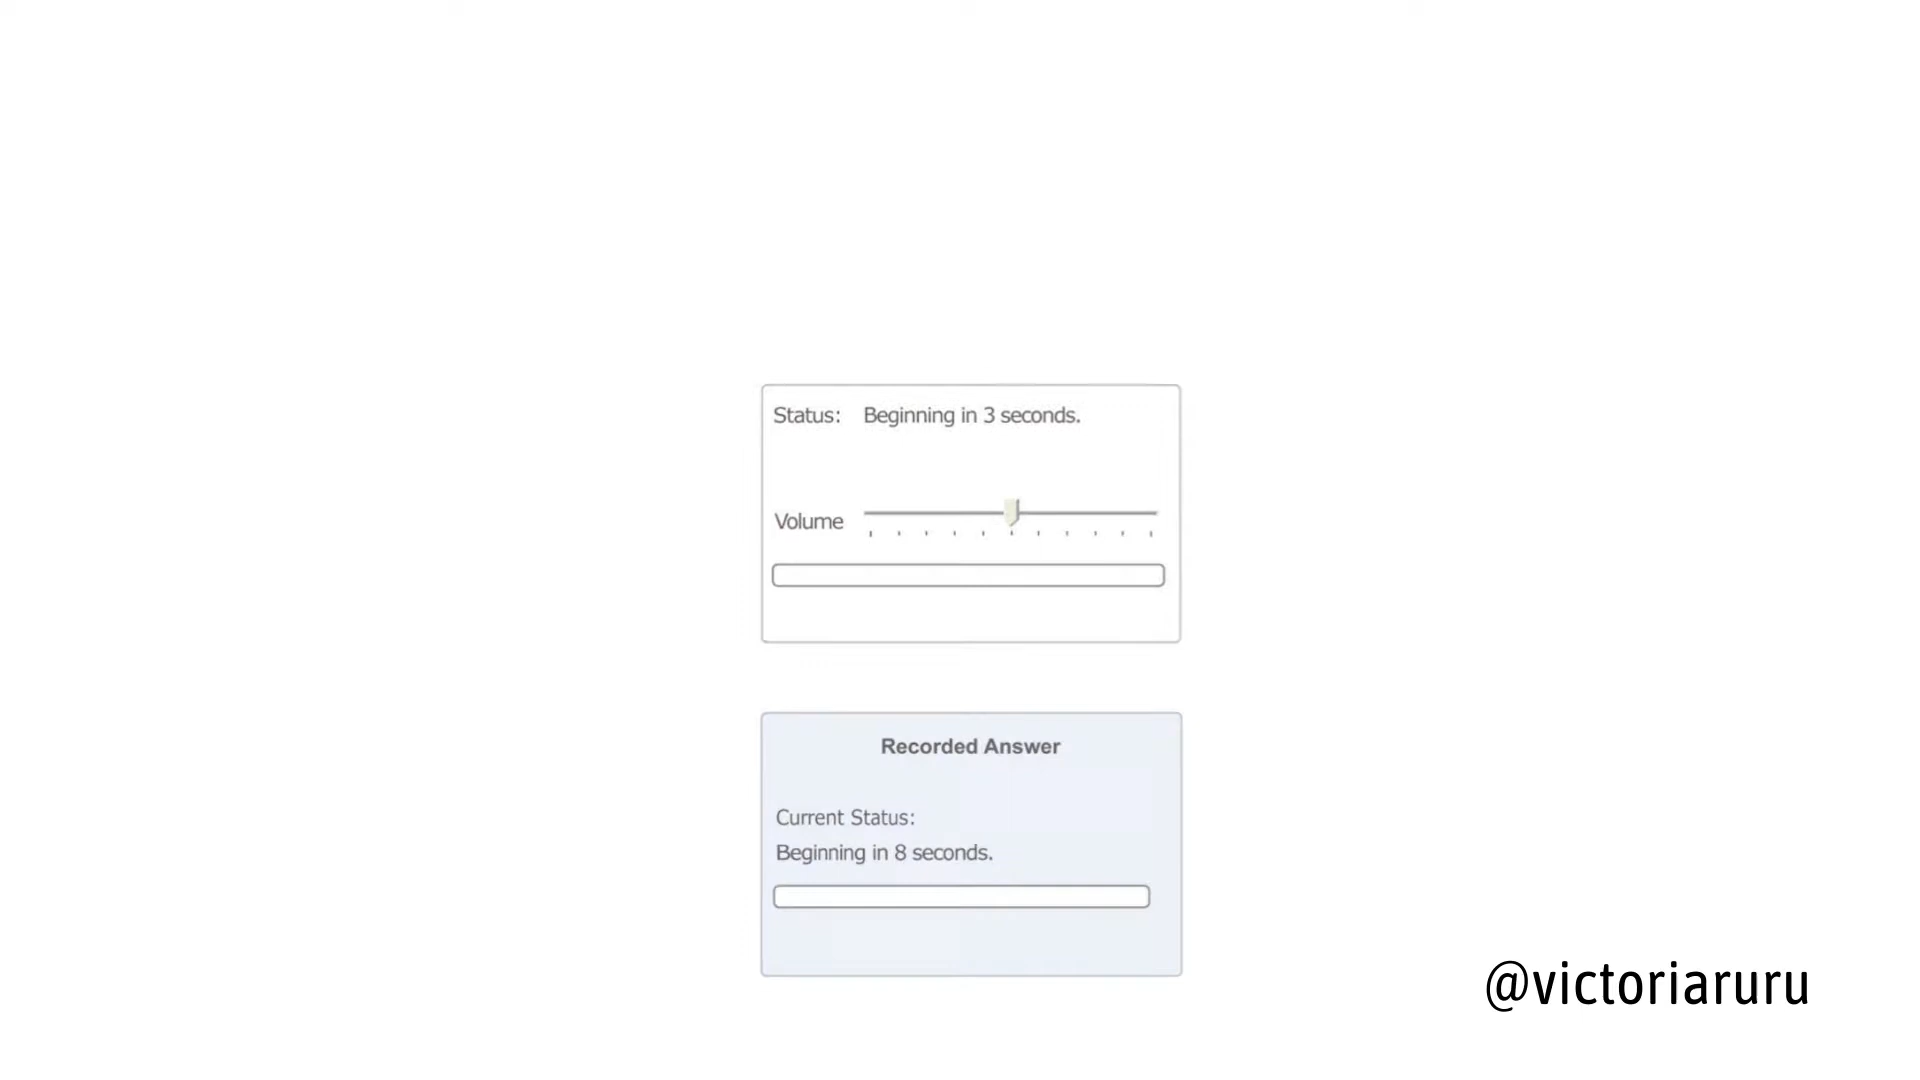 Status: Beginning in 3 seconds.
Volume
Recorded Answer
Current Status:
Beginning in 8 seconds.
@victoriaruru